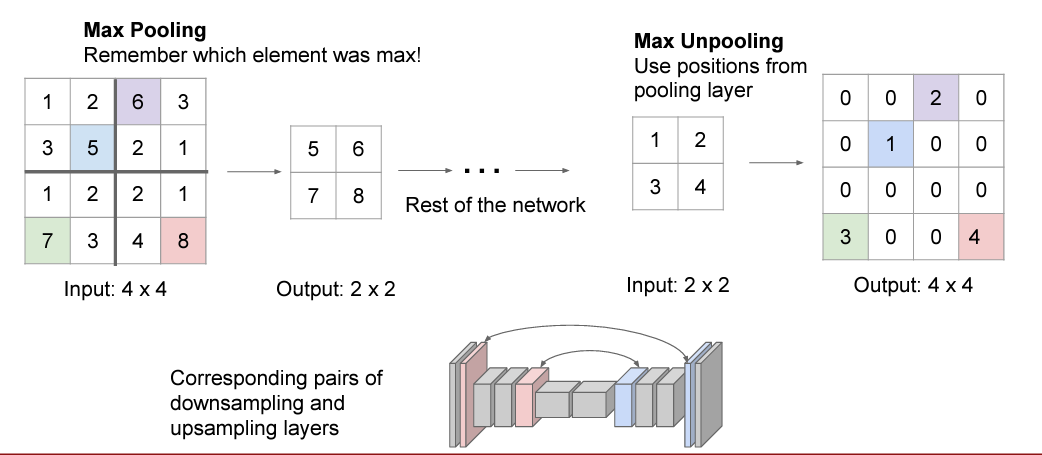 Max Pooling
Remember which element was max!
1 2 6 3
3 5 2 1
1 2 2 1
7 3 4 8
Input: 4 x 4
5 6
7 8
Output: 2 x 2
...
Rest of the network
Max Unpooling
Use positions from
pooling layer
1 2
3 4
Input: 2 x 2
0 0 2 0
0 1 0 0
0 0 0 0
3 0 0 4
Output: 4 x 4
Corresponding pairs of
downsampling and
upsampling layers